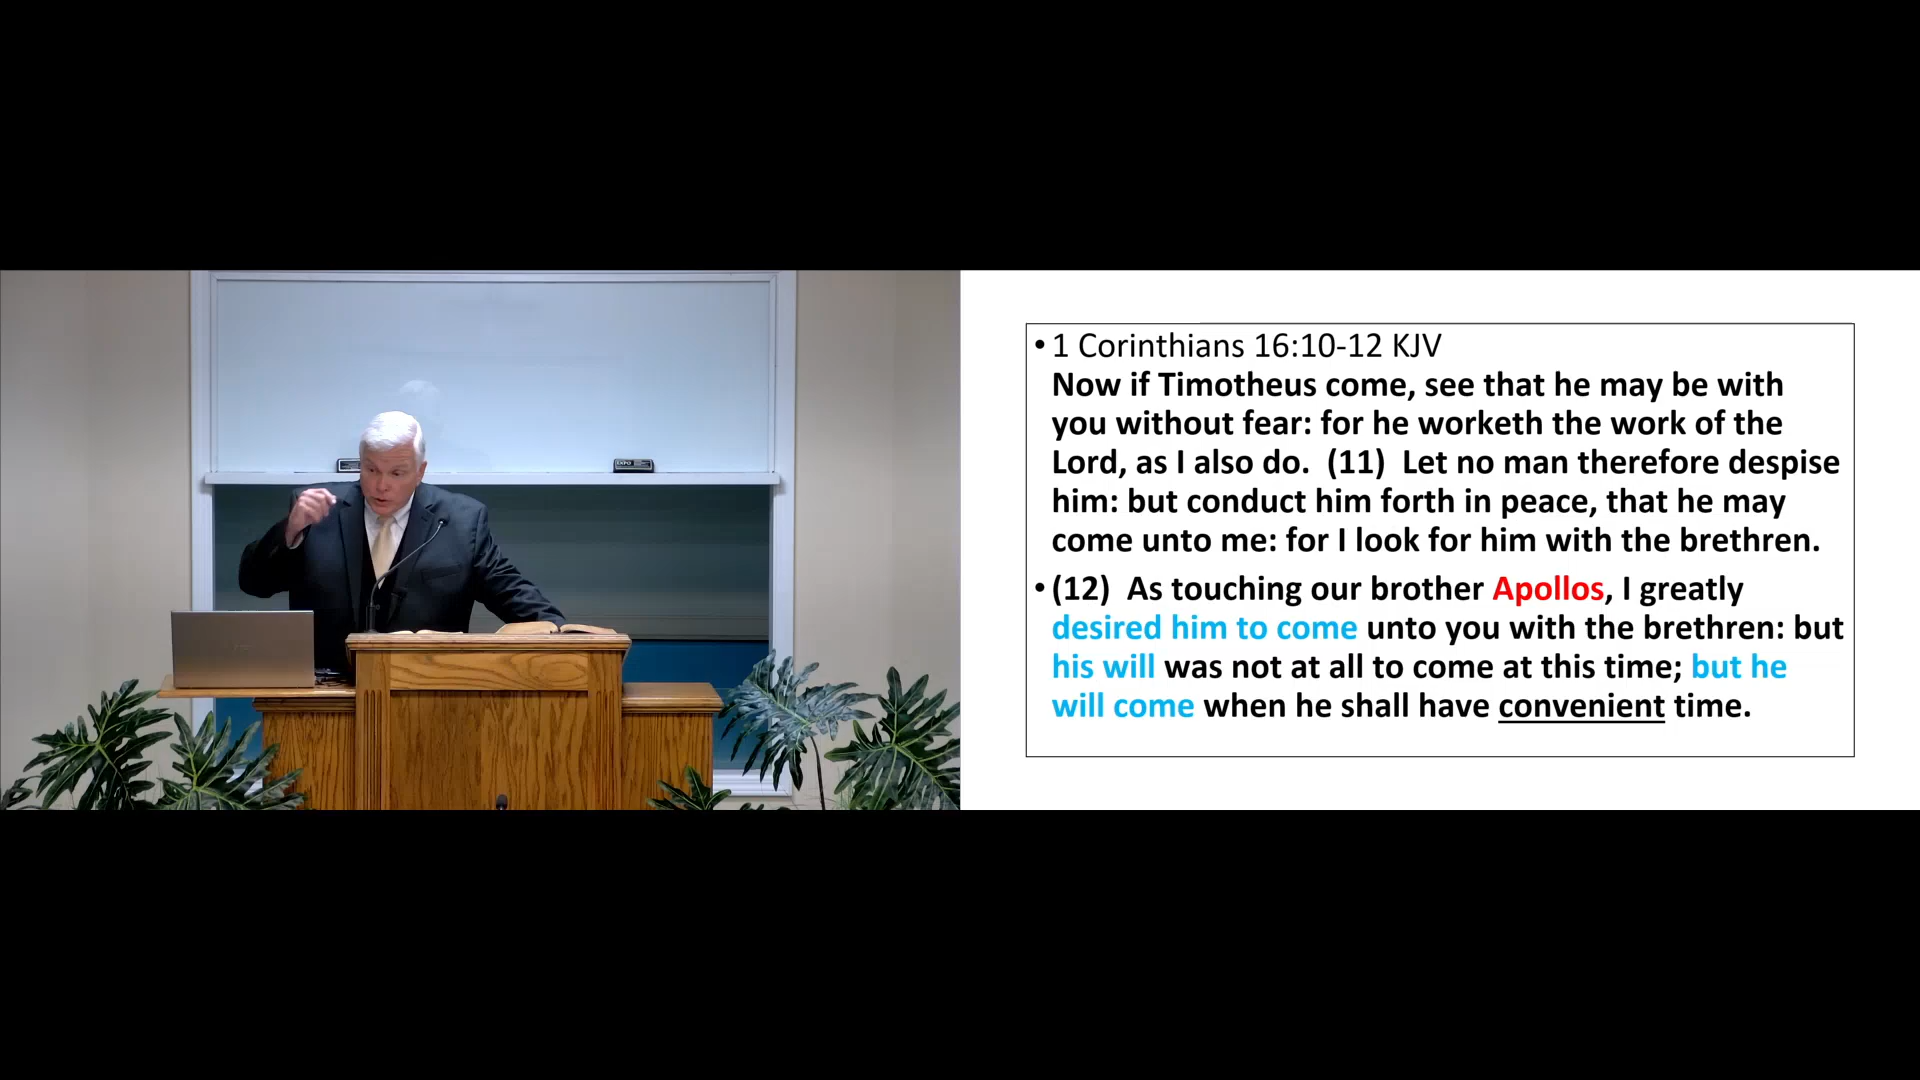 • 1 Corinthians 16:10-12 KJV
Now if Timotheus come, see that he may be with
you without fear: for he worketh the work of the
Lord, as I also do. (11) Let no man therefore despise
him: but conduct him forth in peace, that he may
come unto me: for I look for him with the brethren.
• (12) As touching our brother Apollos, I greatly
desired him to come unto you with the brethren: but
his will was not at all to come at this time; but he
will come when he shall have convenient time.
EXPO